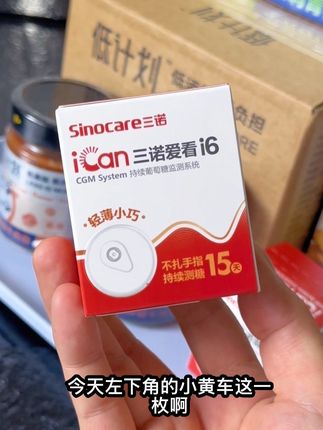 低计划
低
负担
Sinocare三诺
iCan 三诺爱看i6
CGM System 持续葡萄糖监测系统
轻薄小巧
不扎手指
持续测糖 15天
今天左下角的小黄车这一
枚啊